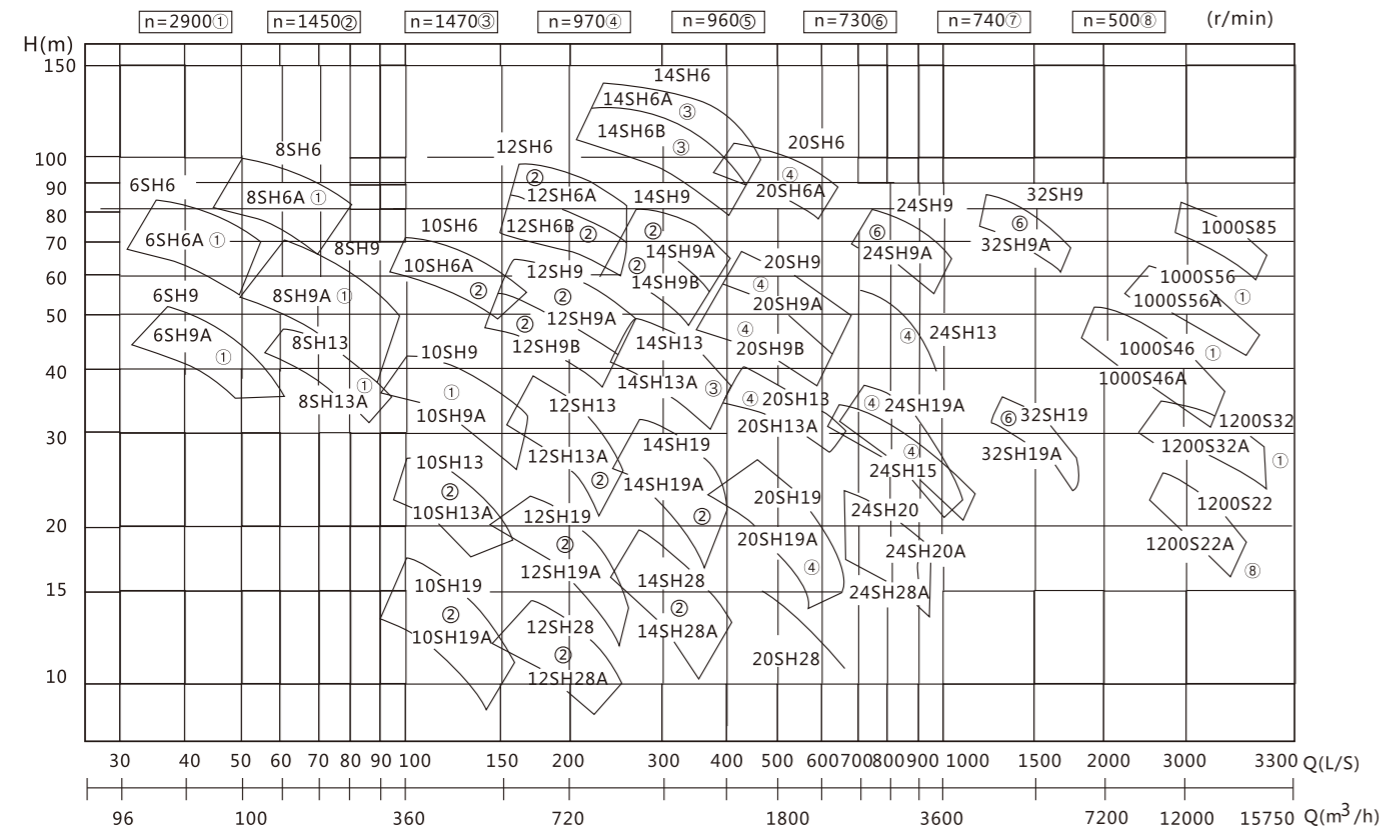 n=2900① n=1450② n=1470③ n=970④ n=960⑤ n=730⑥ n=740⑦ n=500⑧ (r/min)
H(m)
150
14SH6
14SH6A ③
14SH6B ③
100
8SH6
12SH6
20SH6
④
90
6SH6
8SH6A ①
②
12SH6A
14SH9
20SH6A
24SH9
32SH9
80
6SH6A ①
10SH6
12SH6B ②
②
⑥
⑥
1000S85
70
8SH9
14SH9A
24SH9A
32SH9A
60
10SH6A
②
12SH9
②
②
14SH9B
20SH9
④
1000S56
6SH9
8SH9A ①
20SH9A
1000S56A ①
50
6SH9A
①
8SH13
②
12SH9A
12SH9B
14SH13
④
20SH9B
④
24SH13
1000S46 ①
40
10SH9
①
14SH13A ③
1000S46A
8SH13A
①
10SH9A
12SH13
④ 20SH13
④ 24SH19A
⑥ 32SH19
1200S32
30
20SH13A
14SH19
④
32SH19A
1200S32A
①
10SH13
②
12SH13A
②
14SH19A
24SH15
10SH13A
12SH19
②
20SH19
24SH20
1200S22
20
②
20SH19A
24SH20A
1200S22A
⑧
15
10SH19
②
12SH19A
14SH28
②
④
24SH28A
10SH19A
12SH28
②
14SH28A
20SH28
10
12SH28A
30 40 50 60 70 80 90 100 150 200 300 400 500 600 700 800 900 1000 1500 2000 3000 3300 Q(L/S)
96 100 360 720 1800 3600 7200 12000 15750 Q(m³/h)